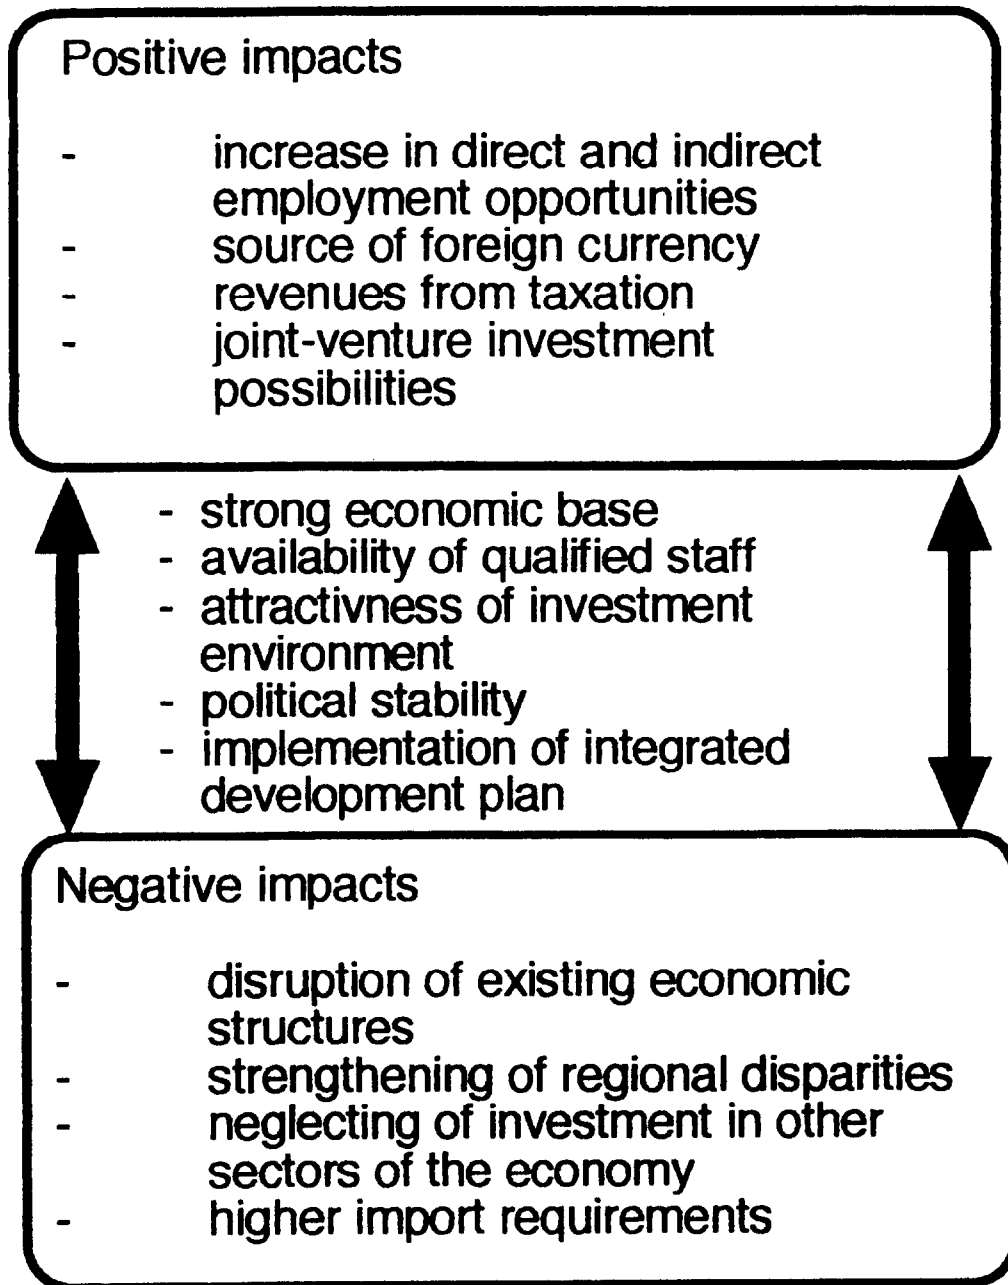 Positive impacts
- increase in direct and indirect
employment opportunities
- source of foreign currency
- revenues from taxation
- joint-venture investment
possibilities
- strong economic base
- availability of qualified staff
- attractivness of investment
environment
- political stability
- implementation of integrated
development plan
Negative impacts
- disruption of existing economic
structures
- strengthening of regional disparities
- neglecting of investment in other
sectors of the economy
- higher import requirements